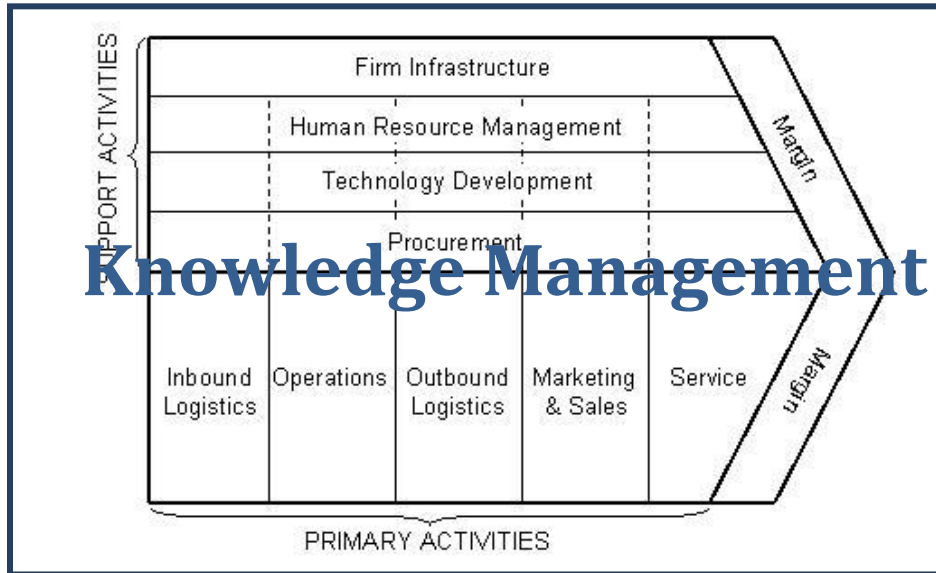 SUPPORT ACTIVITIES
Firm Infrastructure
Human Resource Management
Technology Development
Procurement
Margin
Knowledge Management
Inbound
Logistics
Operations
Outbound
Logistics
Marketing
& Sales
Service
Margin
PRIMARY ACTIVITIES